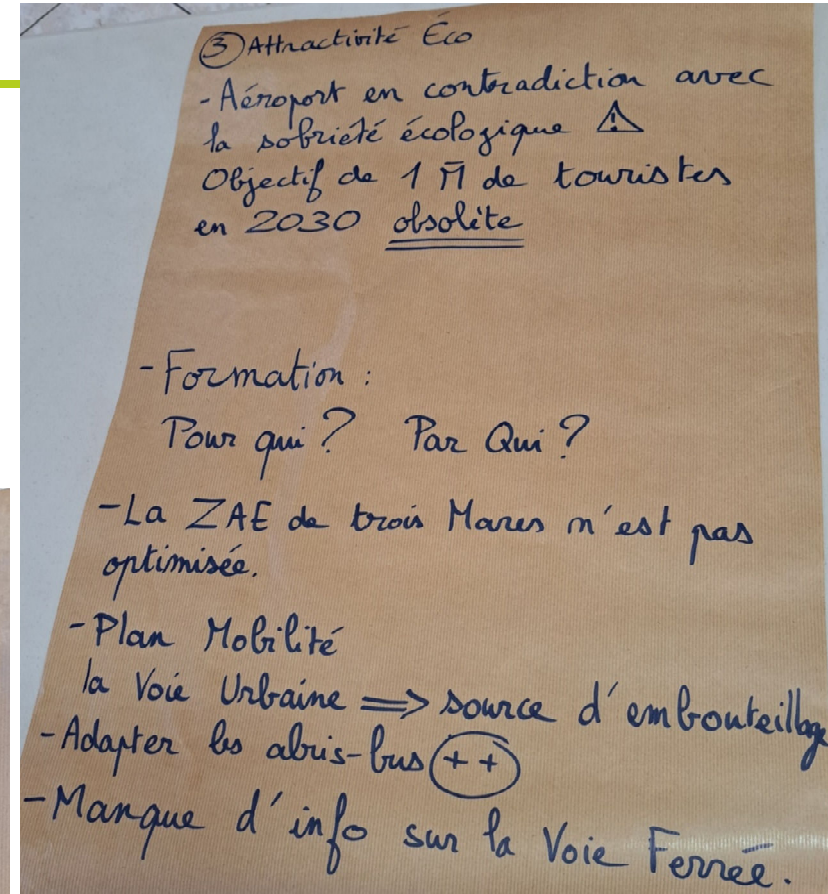 ③ Attractivité Éco
- Aéroport en contradiction avec
la sobriété écologique ⚠
Objectif de 1 M̄ de touristes
en 2030 obsolète
- Formation :
Pour qui ? Par Qui ?
- La ZAE de trois Mares n'est pas
optimisée.
- Plan Mobilité
la Voie Urbaine => source d'embouteillage
- Adapter les abris-bus (++)
- Manque d'info sur la Voie Ferrée.